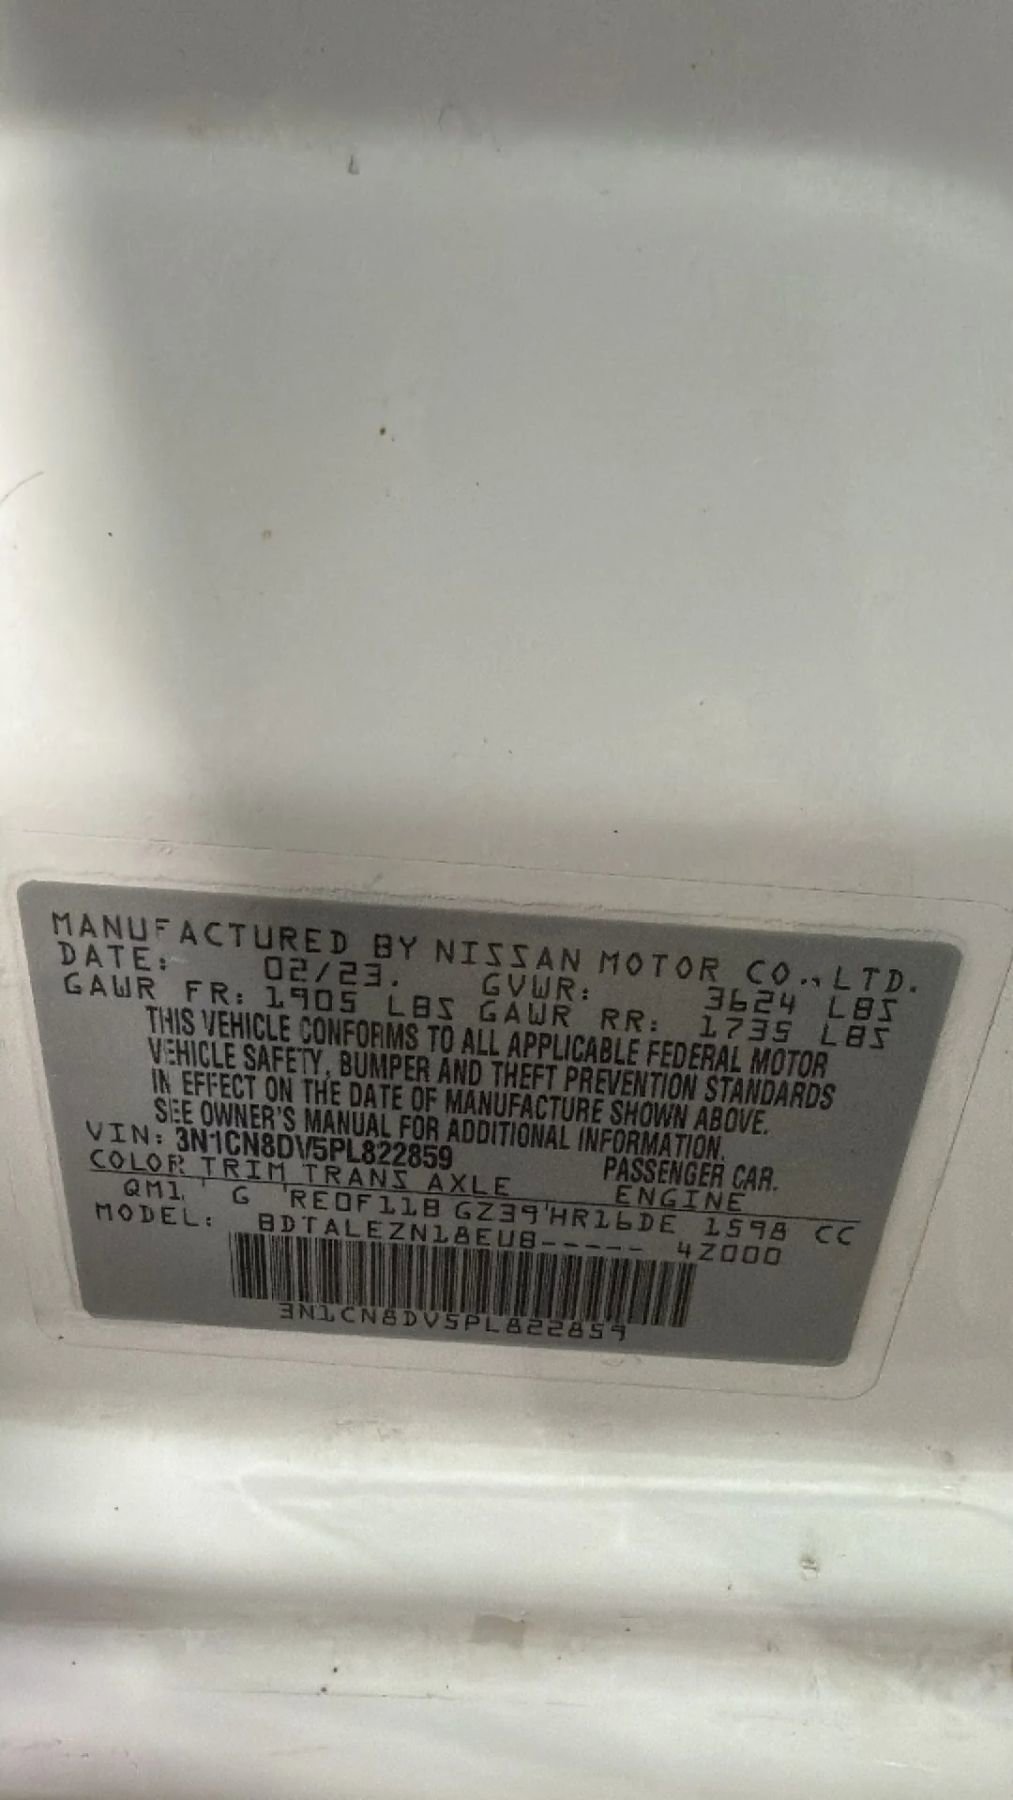 MANUFACTURED BY NISSAN MOTOR CO., LTD.
DATE: 02/23. GVWR: 3624 LBS
GAWR FR: 1905 LBS GAWR RR: 1735 LBS
THIS VEHICLE CONFORMS TO ALL APPLICABLE FEDERAL MOTOR
VEHICLE SAFETY, BUMPER AND THEFT PREVENTION STANDARDS
IN EFFECT ON THE DATE OF MANUFACTURE SHOWN ABOVE.
SEE OWNER'S MANUAL FOR ADDITIONAL INFORMATION.
VIN: 3N1CN8DV5PL822859 PASSENGER CAR.
COLOR TRIM TRANS AXLE ENGINE
QM1 G RE0F11B GZ39 HR16DE 1598 CC
MODEL: BDTALEZN18EUB----- 4Z000
3N1CN8DV5PL822859